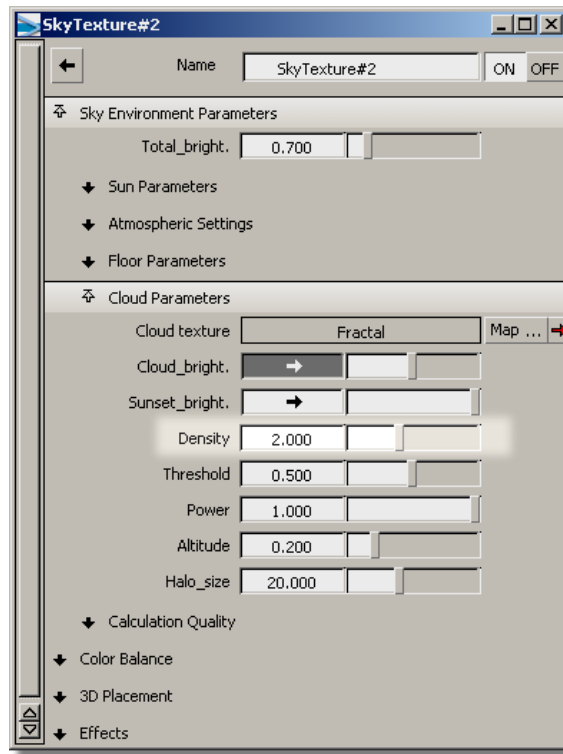 SkyTexture#2
Name SkyTexture#2 ON OFF
Sky Environment Parameters
Total_bright. 0.700
Sun Parameters
Atmospheric Settings
Floor Parameters
Cloud Parameters
Cloud texture Fractal Map ...
Cloud_bright.
Sunset_bright.
Density 2.000
Threshold 0.500
Power 1.000
Altitude 0.200
Halo_size 20.000
Calculation Quality
Color Balance
3D Placement
Effects